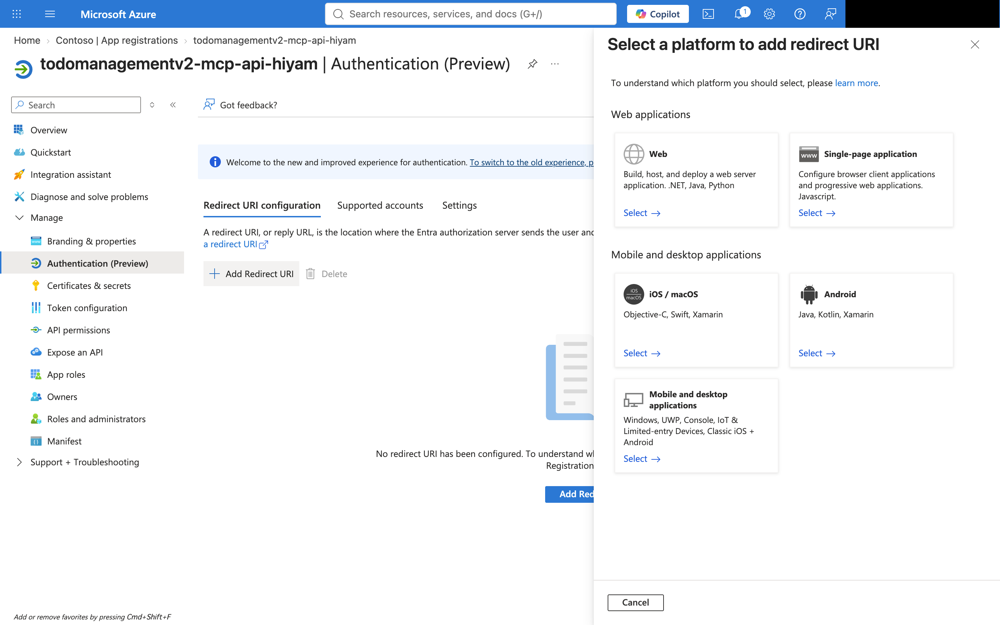 Microsoft Azure
Search resources, services, and docs (G+/)
Copilot
1
Home
Contoso | App registrations
todomanagementv2-mcp-api-hiyam
todomanagementv2-mcp-api-hiyam | Authentication (Preview)
Search
Overview
Quickstart
Integration assistant
Diagnose and solve problems
Manage
Branding & properties
Authentication (Preview)
Certificates & secrets
Token configuration
API permissions
Expose an API
App roles
Owners
Roles and administrators
Manifest
Support + Troubleshooting
Add or remove favorites by pressing Cmd+Shift+F
Got feedback?
Welcome to the new and improved experience for authentication. To switch to the old experience, p
Redirect URI configuration
Supported accounts
Settings
A redirect URI, or reply URL, is the location where the Entra authorization server sends the user and
a redirect URI
Add Redirect URI
Delete
No redirect URI has been configured. To understand wh
Registration
Add Red
Select a platform to add redirect URI
To understand which platform you should select, please learn more.
Web applications
Web
Build, host, and deploy a web server
application. .NET, Java, Python
Select
www
Single-page application
Configure browser client applications
and progressive web applications.
Javascript.
Select
Mobile and desktop applications
iOS
macOS
iOS / macOS
Objective-C, Swift, Xamarin
Select
Android
Java, Kotlin, Xamarin
Select
Mobile and desktop
applications
Windows, UWP, Console, IoT &
Limited-entry Devices, Classic iOS +
Android
Select
Cancel